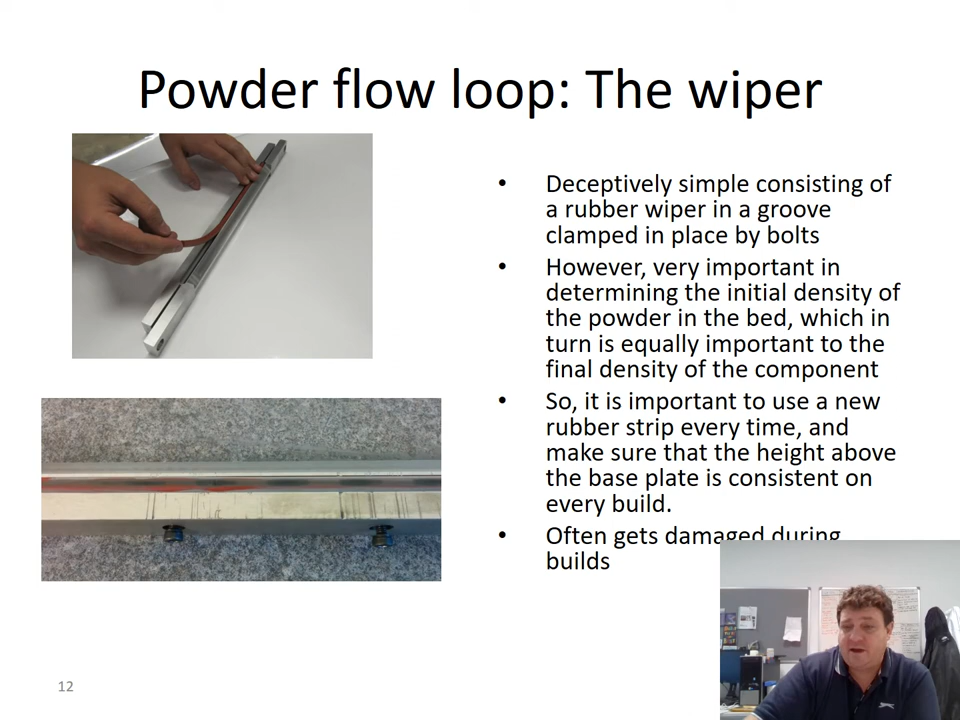 Powder flow loop: The wiper
• Deceptively simple consisting of
a rubber wiper in a groove
clamped in place by bolts
• However, very important in
determining the initial density of
the powder in the bed, which in
turn is equally important to the
final density of the component
• So, it is important to use a new
rubber strip every time, and
make sure that the height above
the base plate is consistent on
every build.
• Often gets damaged during
builds
12